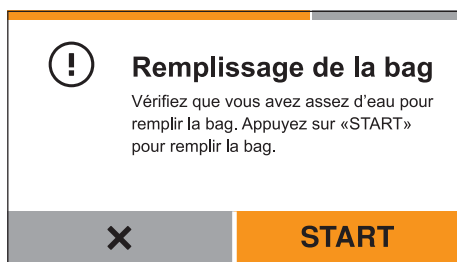 Remplissage de la bag
Vérifiez que vous avez assez d’eau pour
remplir la bag. Appuyez sur «START»
pour remplir la bag.
START